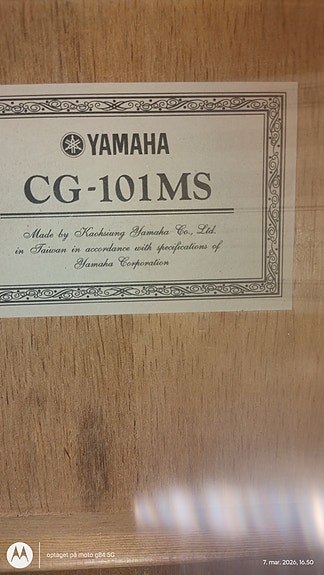 YAMAHA
CG-101MS
Made by Kaohsiung Yamaha Co., Ltd.
in Taiwan in accordance with specifications of
Yamaha Corporation
optaget på moto g84 5G
7. mar. 2026, 16.50